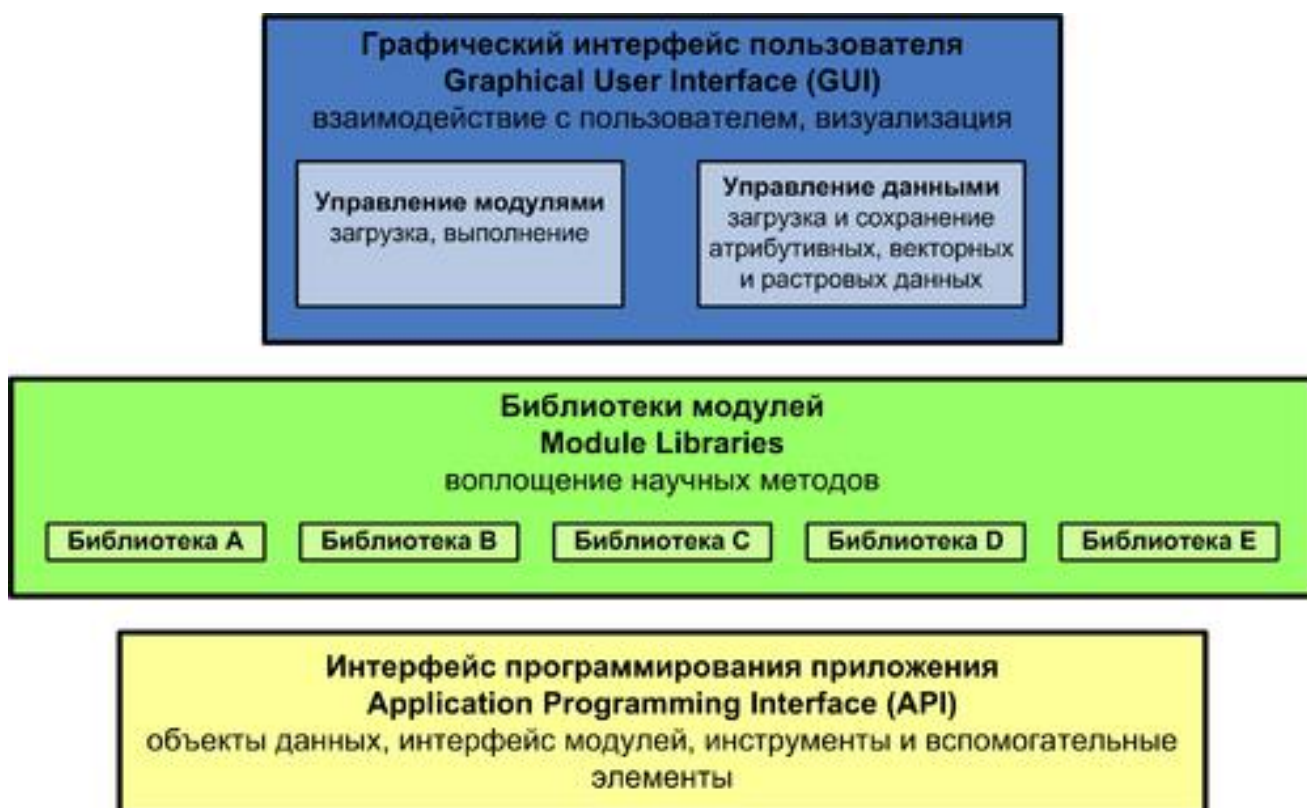 Графический интерфейс пользователя
Graphical User Interface (GUI)
взаимодействие с пользователем, визуализация
Управление модулями
загрузка, выполнение
Управление данными
загрузка и сохранение
атрибутивных, векторных
и растровых данных
Библиотеки модулей
Module Libraries
воплощение научных методов
Библиотека A
Библиотека B
Библиотека C
Библиотека D
Библиотека E
Интерфейс программирования приложения
Application Programming Interface (API)
объекты данных, интерфейс модулей, инструменты и вспомогательные
элементы